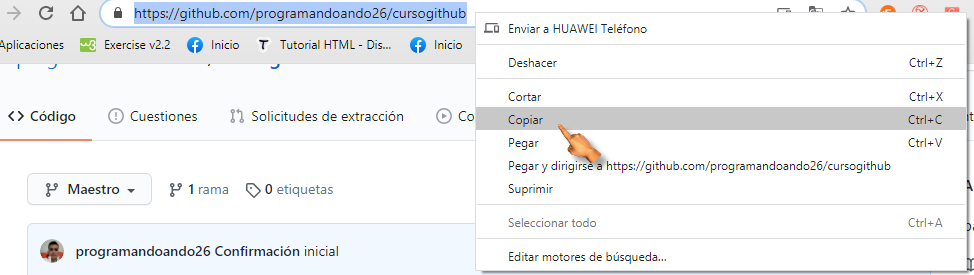 https://github.com/programandoando26/cursogithub
Aplicaciones
Exercise v2.2
Inicio
Tutorial HTML - Dis...
Inicio
Código
Cuestiones
Solicitudes de extracción
Co
Maestro
1 rama
0 etiquetas
programandoando26 Confirmación inicial
Enviar a HUAWEI Teléfono
Deshacer Ctrl+Z
Cortar Ctrl+X
Copiar Ctrl+C
Pegar Ctrl+V
Pegar y dirigirse a https://github.com/programandoando26/cursogithub
Suprimir
Seleccionar todo Ctrl+A
Editar motores de búsqueda...